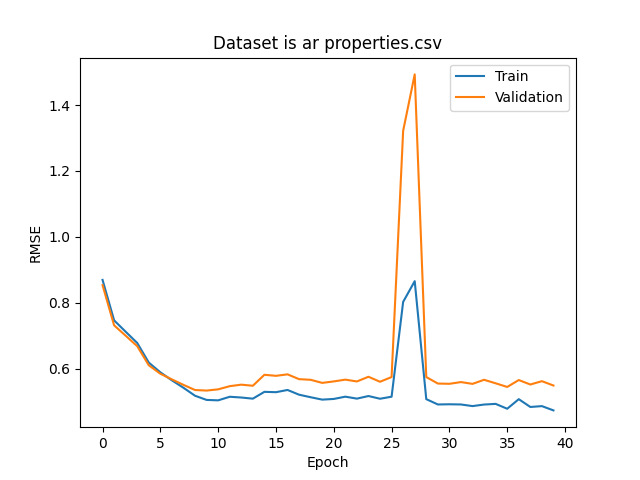 Dataset is ar properties.csv
Train
Validation
1.4
1.2
1.0
0.8
0.6
RMSE
0 5 10 15 20 25 30 35 40
Epoch